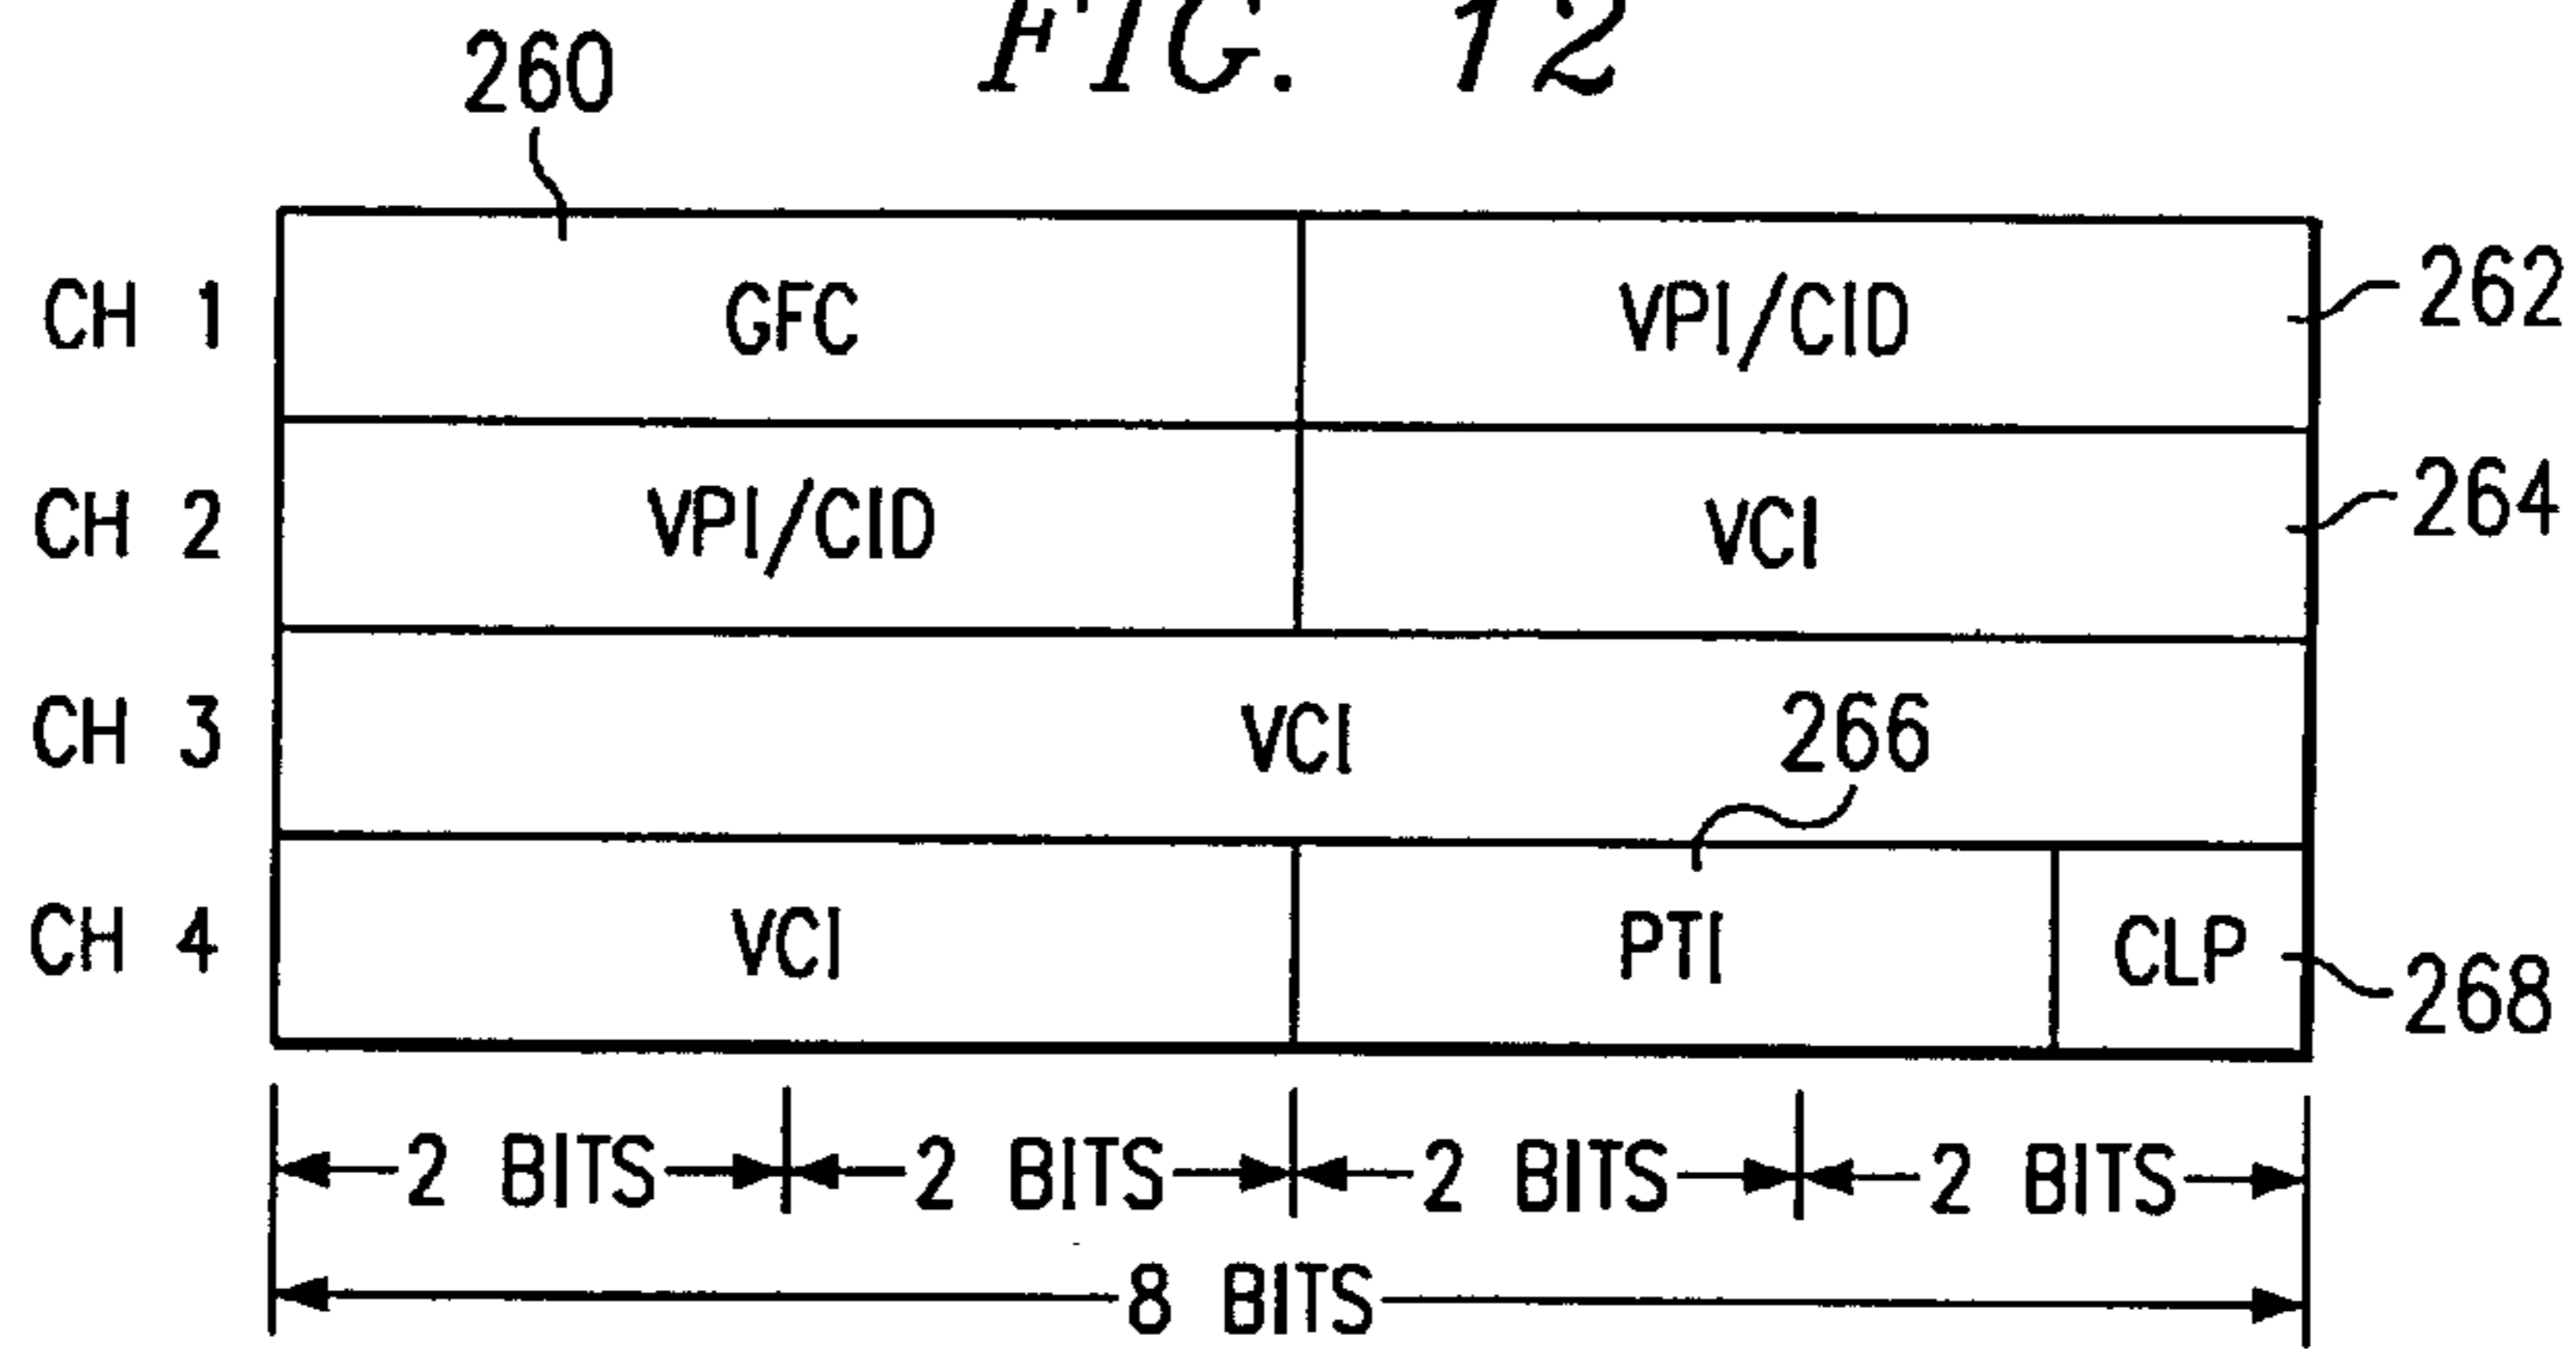 FIG. 12
260
CH 1 GFC VPI/CID 262
CH 2 VPI/CID VCI 264
CH 3 VCI 266
CH 4 VCI PTI CLP 268
2 BITS 2 BITS 2 BITS 2 BITS
8 BITS